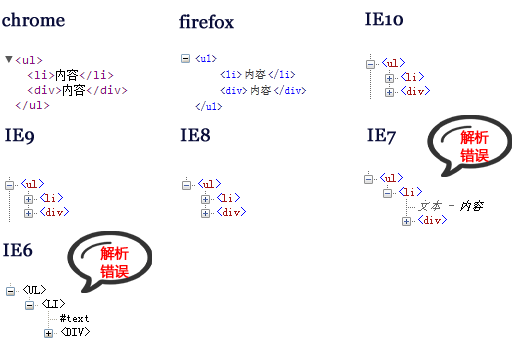 chrome
<ul>
<li>内容</li>
<div>内容</div>
</ul>
firefox
<ul>
<li>内容</li>
<div>内容</div>
</ul>
IE10
<ul>
<li>
<div>
IE9
<ul>
<li>
<div>
IE8
<ul>
<li>
<div>
IE7
解析
错误
<ul>
<li>
文本 - 内容
<div>
IE6
解析
错误
<UL>
<LI>
#text
<DIV>